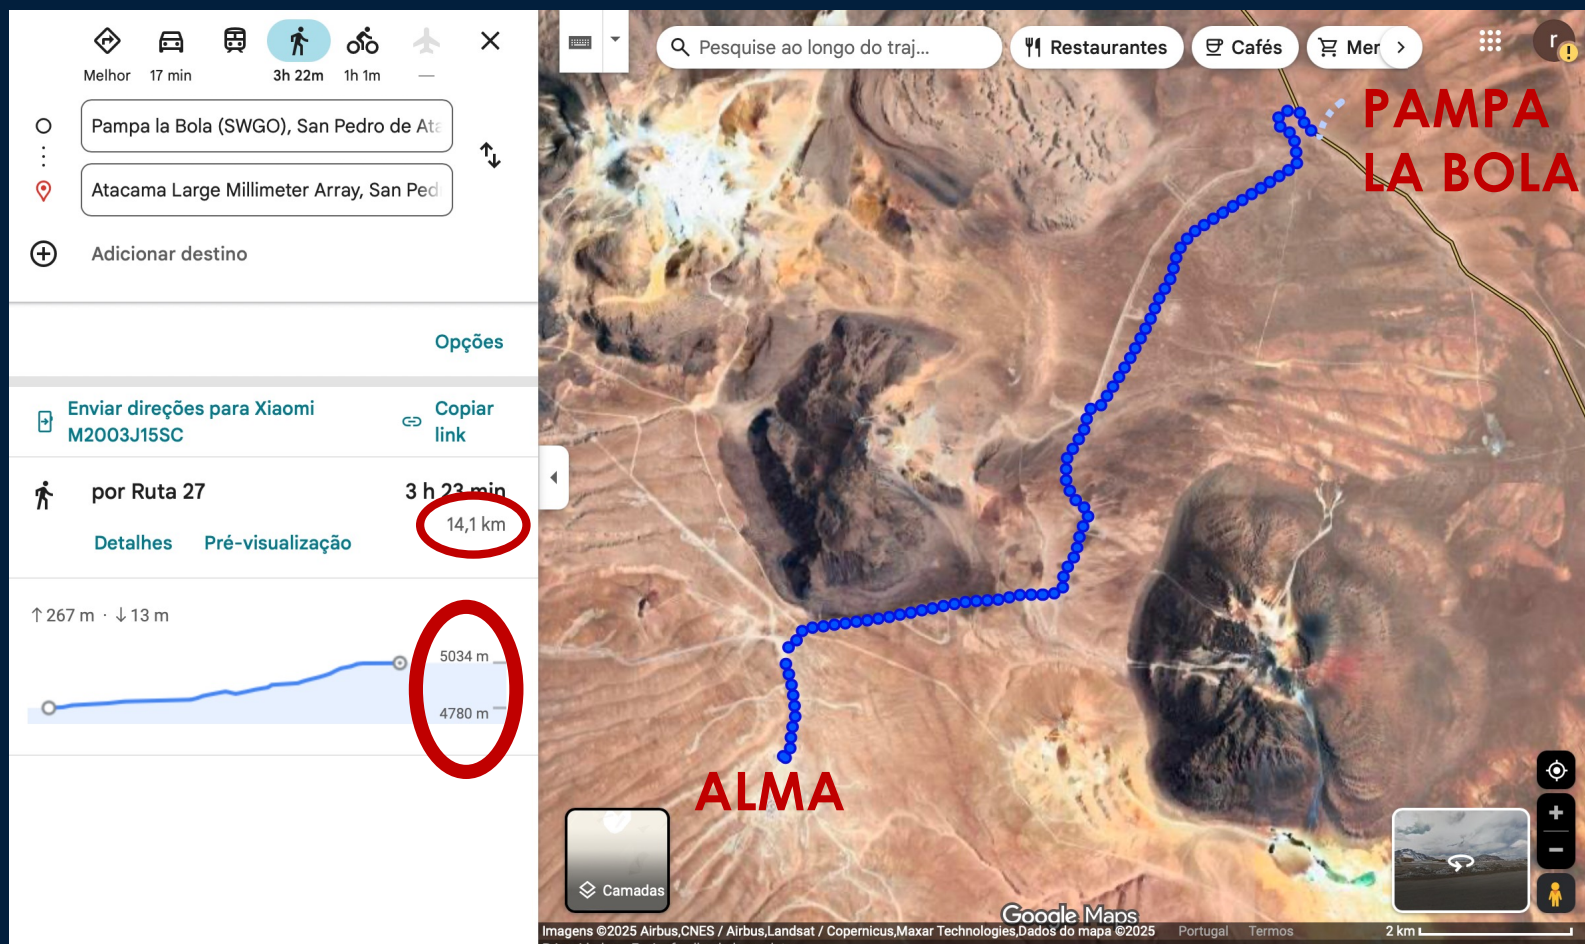 Melhor
17 min
3h 22m
1h 1m
—
Pampa la Bola (SWGO), San Pedro de Ata
Atacama Large Millimeter Array, San Ped
Adicionar destino
Opções
Enviar direções para Xiaomi
M2003J15SC
Copiar
link
por Ruta 27
3 h 23 min
14,1 km
Detalhes
Pré-visualização
↑ 267 m · ↓ 13 m
5034 m
4780 m
Pesquise ao longo do traj...
Restaurantes
Cafés
Mer
r
!
PAMPA
LA BOLA
ALMA
Camadas
Google Maps
Imagens ©2025 Airbus,CNES / Airbus,Landsat / Copernicus,Maxar Technologies,Dados do mapa ©2025
Portugal
Termos
2 km